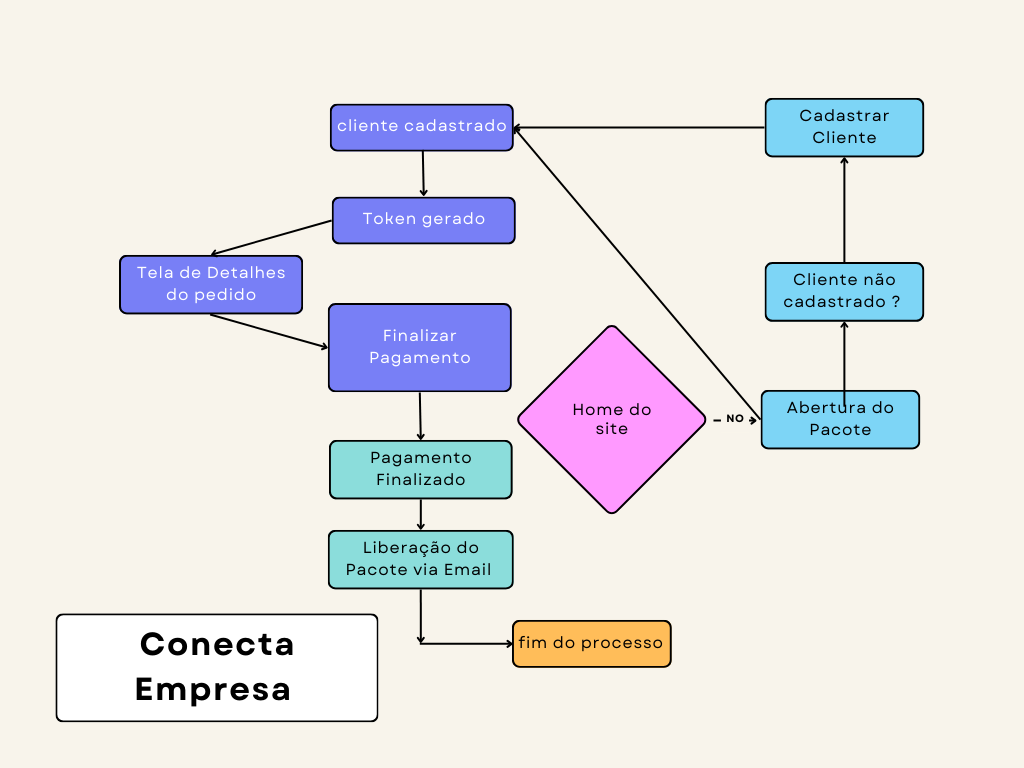 cliente cadastrado
Token gerado
Tela de Detalhes
do pedido
Finalizar
Pagamento
Pagamento
Finalizado
Liberação do
Pacote via Email
fim do processo
Home do
site
NO
Abertura do
Pacote
Cliente não
cadastrado ?
Cadastrar
Cliente
Conecta
Empresa